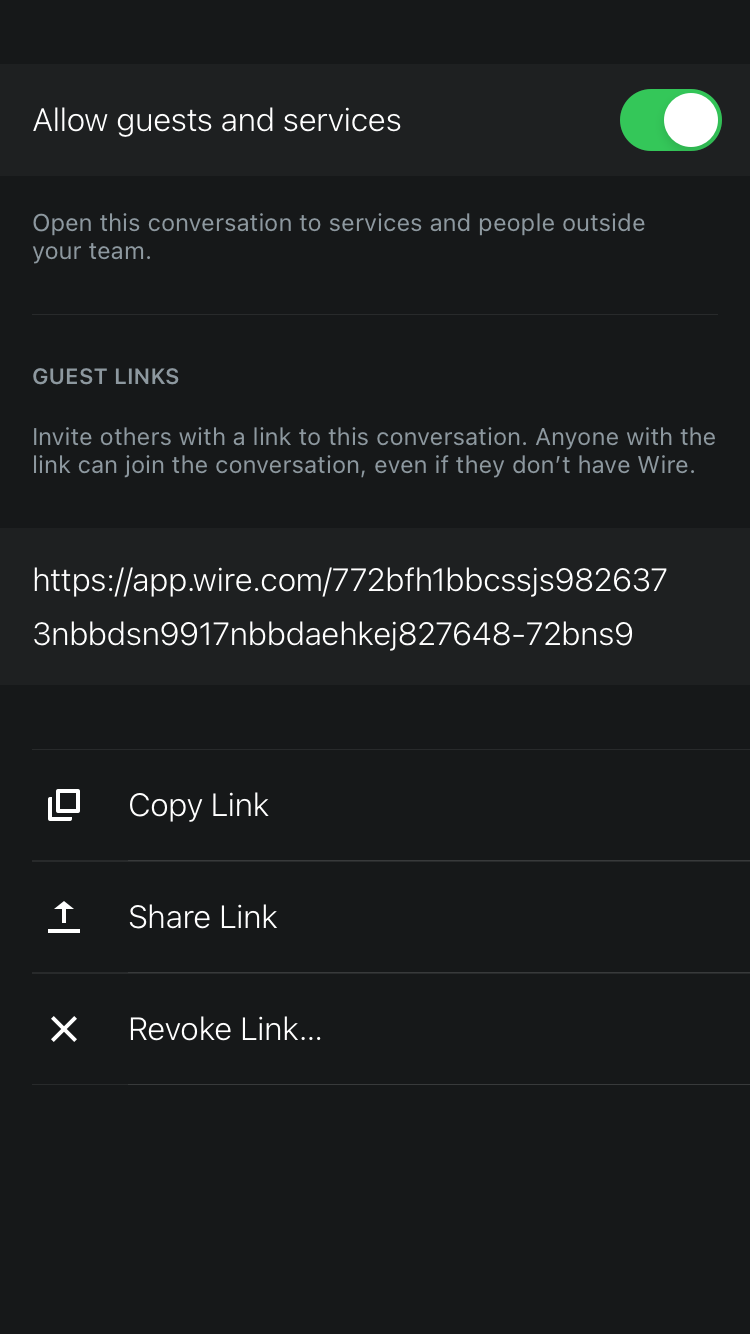 Allow guests and services
Open this conversation to services and people outside
your team.
GUEST LINKS
Invite others with a link to this conversation. Anyone with the
link can join the conversation, even if they don’t have Wire.
https://app.wire.com/772bfh1bbcssjs982637
3nbbdsn9917nbbdaehkej827648-72bns9
Copy Link
Share Link
Revoke Link...